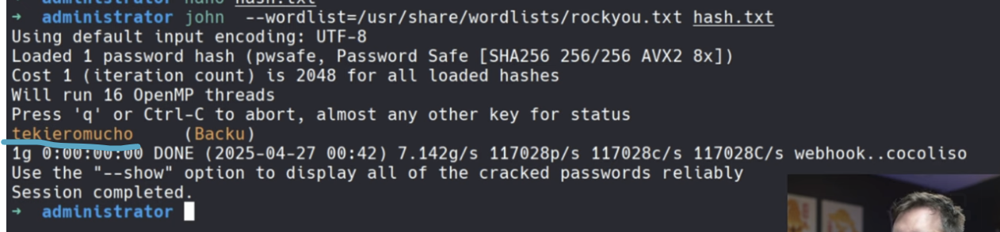 → administrator nano hash.txt
→ administrator john --wordlist=/usr/share/wordlists/rockyou.txt hash.txt
Using default input encoding: UTF-8
Loaded 1 password hash (pwsafe, Password Safe [SHA256 256/256 AVX2 8x])
Cost 1 (iteration count) is 2048 for all loaded hashes
Will run 16 OpenMP threads
Press 'q' or Ctrl-C to abort, almost any other key for status
tekieromucho (Backu)
1g 0:00:00:00 DONE (2025-04-27 00:42) 7.142g/s 117028p/s 117028c/s 117028C/s webhook..cocoliso
Use the "--show" option to display all of the cracked passwords reliably
Session completed.
→ administrator